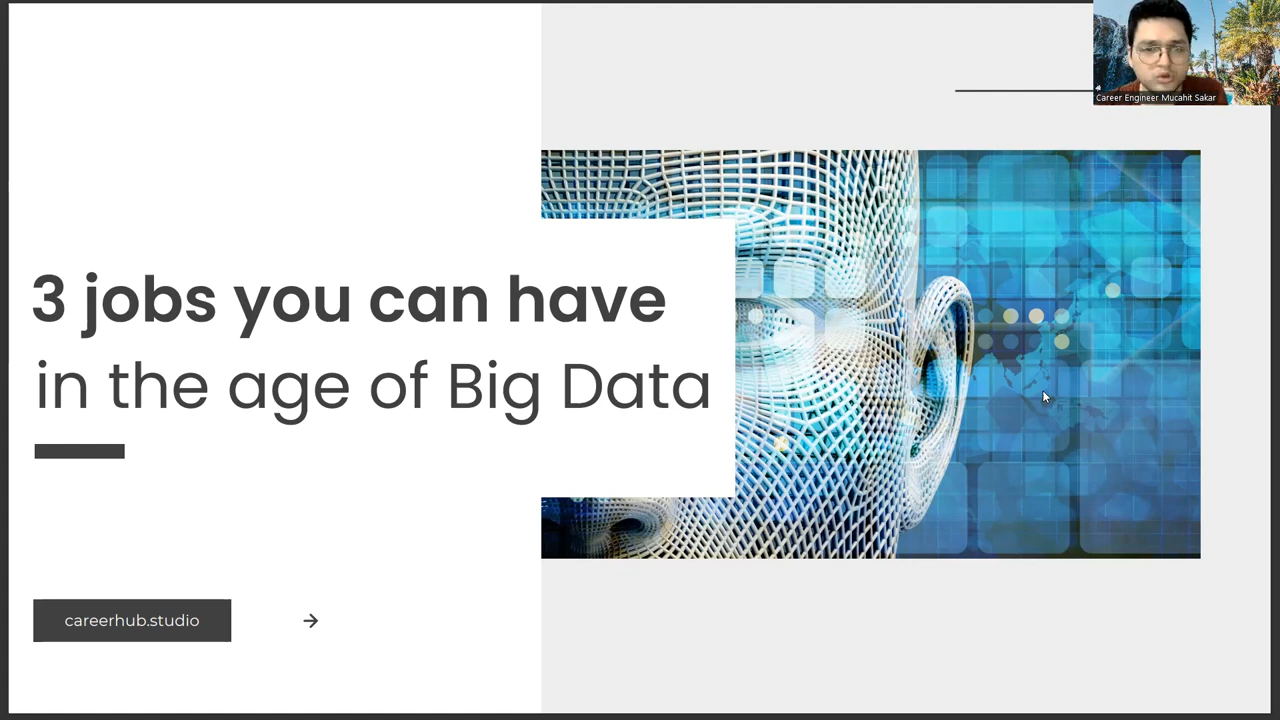 Career Engineer Mucahit Sakar
3 jobs you can have
in the age of Big Data
careerhub.studio